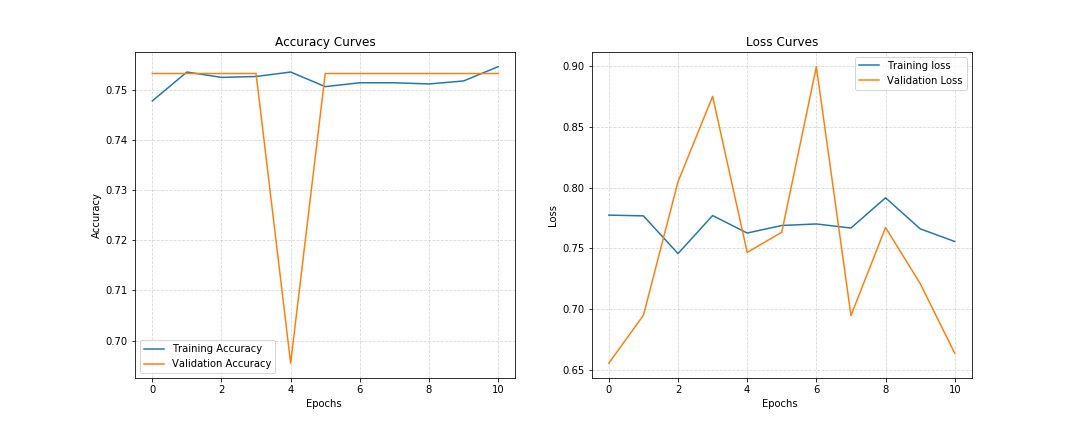 Accuracy Curves
0.75
0.74
0.73
0.72
0.71
0.70
Accuracy
Training Accuracy
Validation Accuracy
0 2 4 6 8 10
Epochs
Loss Curves
0.90
0.85
0.80
0.75
0.70
0.65
Loss
Training loss
Validation Loss
0 2 4 6 8 10
Epochs